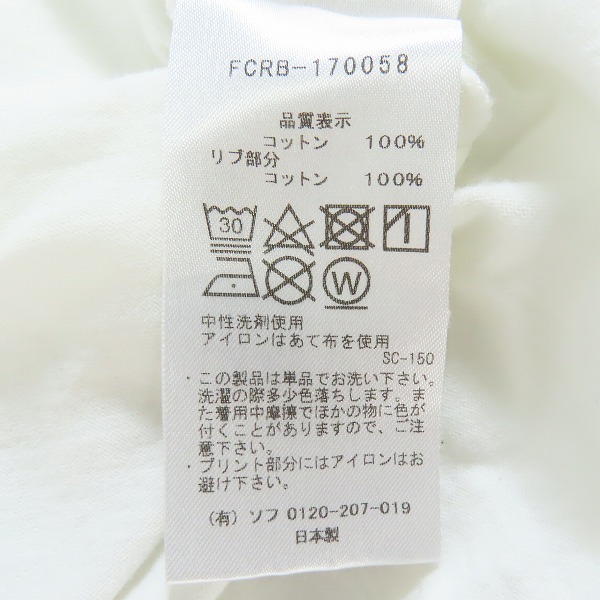 FCRB-170058
品質表示
コットン 100%
リブ部分
コットン 100%
30
W
中性洗剤使用
アイロンはあて布を使用
SC-150
・この製品は単品でお洗い下さい。
洗濯の際多少色落ちします。ま
た着用中摩擦でほかの物に色が
付くことがありますので、ご注
意下さい。
・プリント部分にはアイロンはお
避け下さい。
(有) ソフ 0120-207-019
日本製